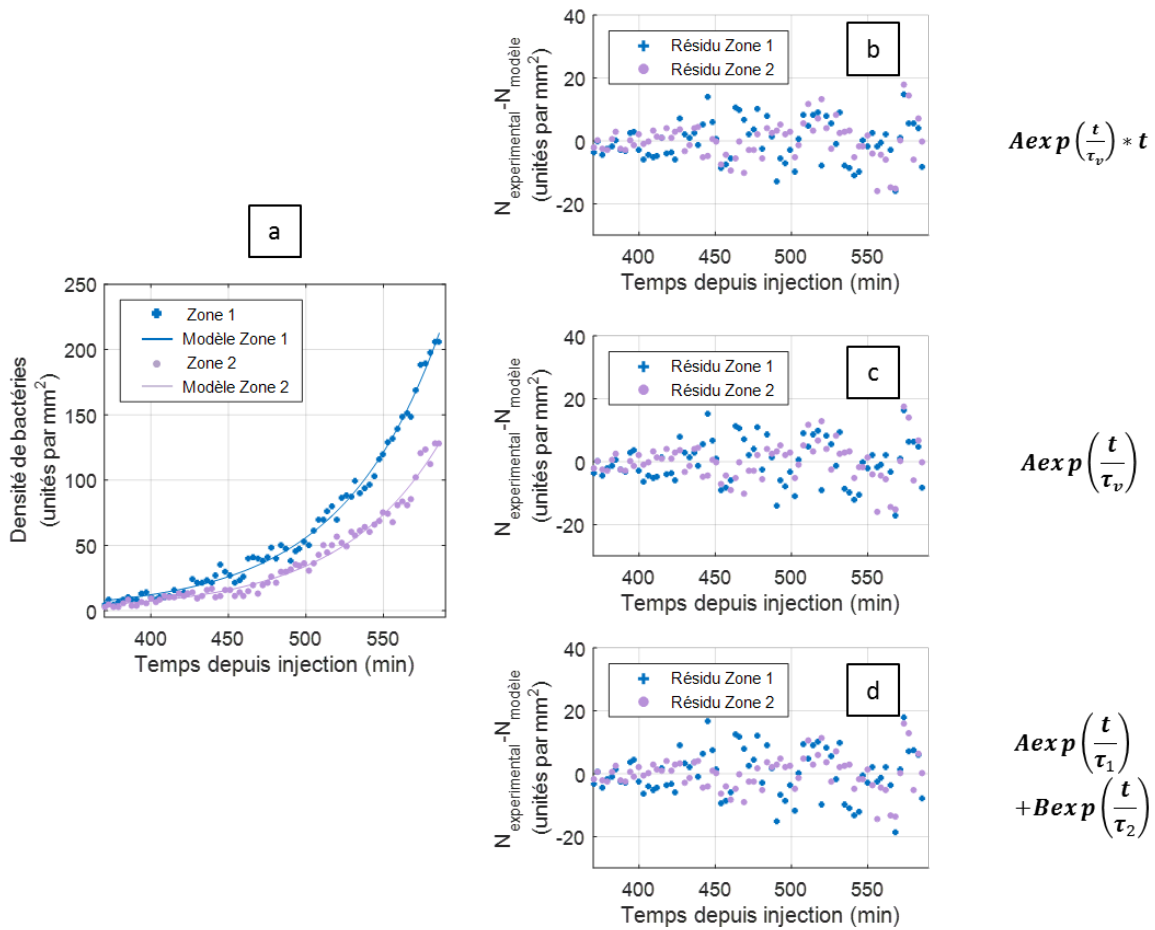 a
250
200
150
100
50
0
400
450
500
550
Densité de bactéries
(unités par mm²)
Temps depuis injection (min)
Zone 1
Modèle Zone 1
Zone 2
Modèle Zone 2
b
40
20
0
-20
400
450
500
550
N_experimental-N_modèle
(unités par mm²)
Temps depuis injection (min)
Résidu Zone 1
Résidu Zone 2
Aexp(t/τ_v) * t
c
40
20
0
-20
400
450
500
550
N_experimental-N_modèle
(unités par mm²)
Temps depuis injection (min)
Résidu Zone 1
Résidu Zone 2
Aexp(t/τ_v)
d
40
20
0
-20
400
450
500
550
N_experimental-N_modèle
(unités par mm²)
Temps depuis injection (min)
Résidu Zone 1
Résidu Zone 2
Aexp(t/τ_1)
+Bexp(t/τ_2)